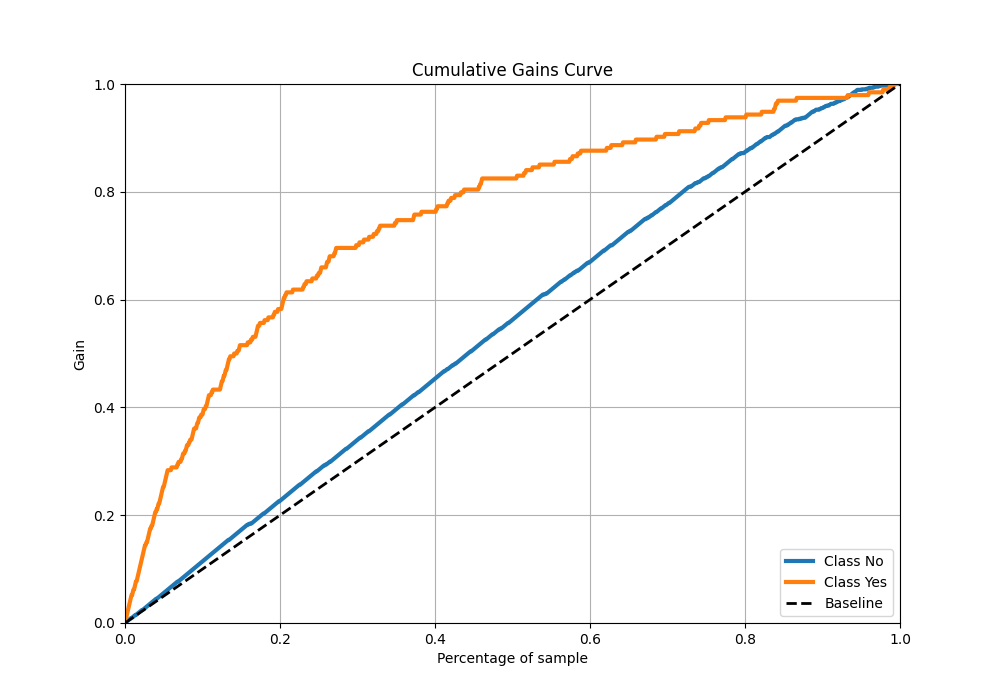 Cumulative Gains Curve
1.0
0.8
0.6
0.4
0.2
0.0
Gain
0.0 0.2 0.4 0.6 0.8 1.0
Percentage of sample
Class No
Class Yes
Baseline